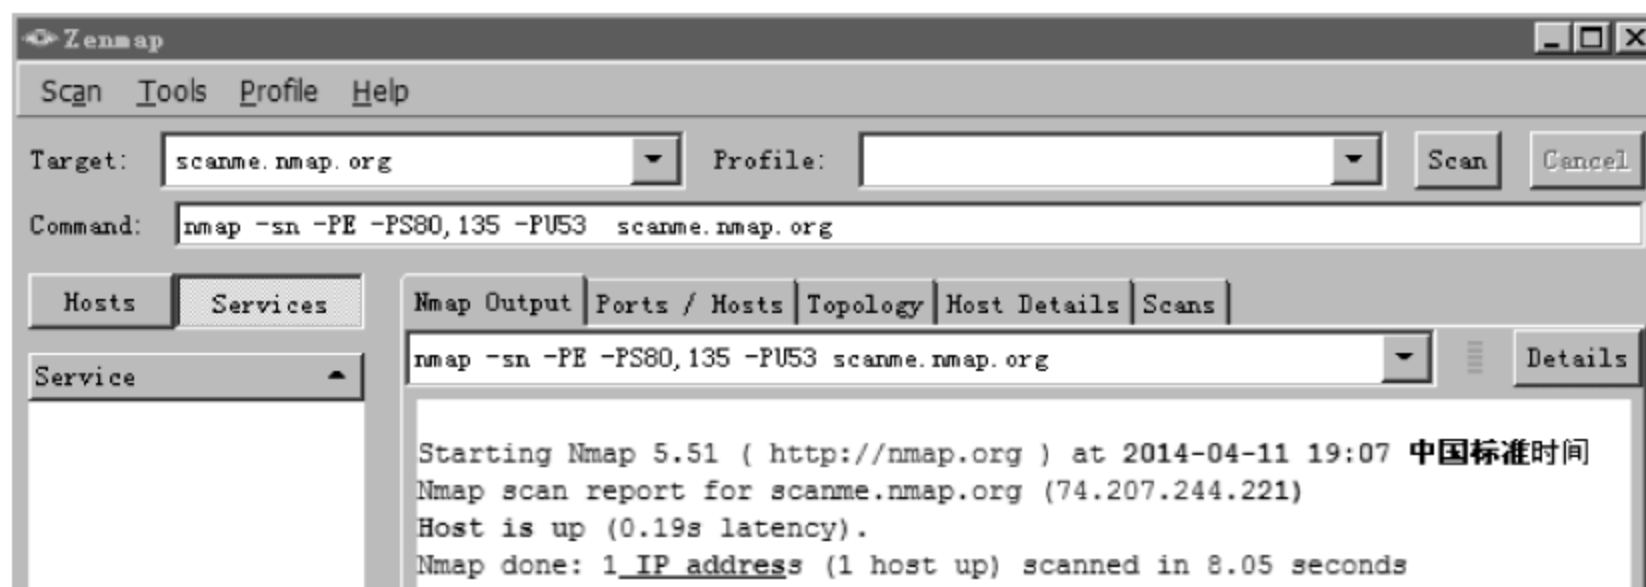 Zenmap
Scan Tools Profile Help
Target: scanme.nmap.org Profile: Scan Cancel
Command: nmap -sn -PE -PS80,135 -PU53 scanme.nmap.org
Hosts Services Nmap Output Ports / Hosts Topology Host Details Scans
nmap -sn -PE -PS80,135 -PU53 scanme.nmap.org Details
Service
Starting Nmap 5.51 ( http://nmap.org ) at 2014-04-11 19:07 中国标准时间
Nmap scan report for scanme.nmap.org (74.207.244.221)
Host is up (0.19s latency).
Nmap done: 1 IP address (1 host up) scanned in 8.05 seconds